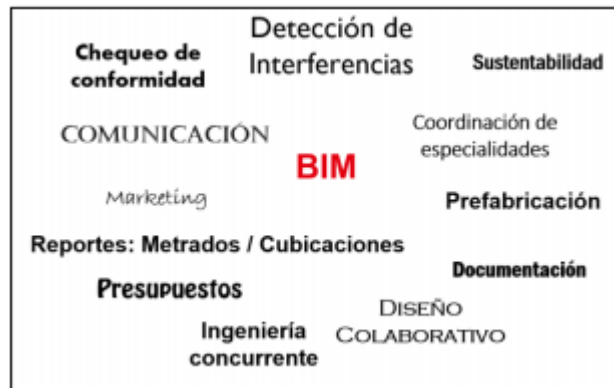 Detección de
Interferencias
Chequeo de
conformidad
Sustentabilidad
COMUNICACIÓN
Coordinación de
especialidades
BIM
Marketing
Prefabricación
Reportes: Metrados / Cubicaciones
Documentación
Presupuestos
DISEÑO
COLABORATIVO
Ingeniería
concurrente